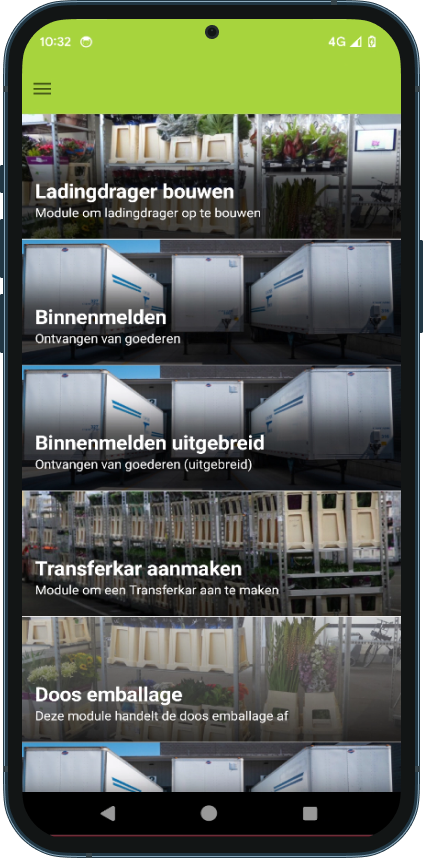 10:32
4G
Ladingdrager bouwen
Module om ladingdrager op te bouwen
Binnenmelden
Ontvangen van goederen
Binnenmelden uitgebreid
Ontvangen van goederen (uitgebreid)
Transferkar aanmaken
Module om een Transferkar aan te maken
Doos emballage
Deze module handelt de doos emballage af